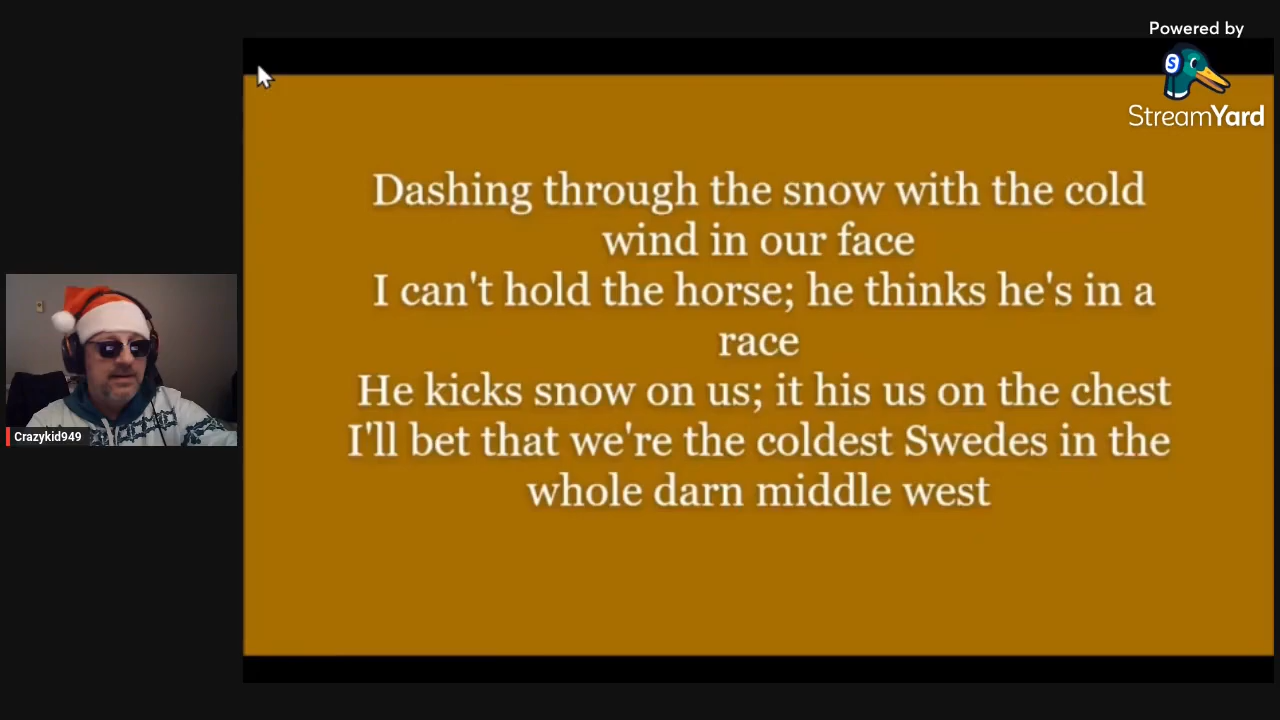 Powered by
StreamYard
Dashing through the snow with the cold
wind in our face
I can't hold the horse; he thinks he's in a
race
He kicks snow on us; it his us on the chest
I'll bet that we're the coldest Swedes in the
whole darn middle west
Crazykid949